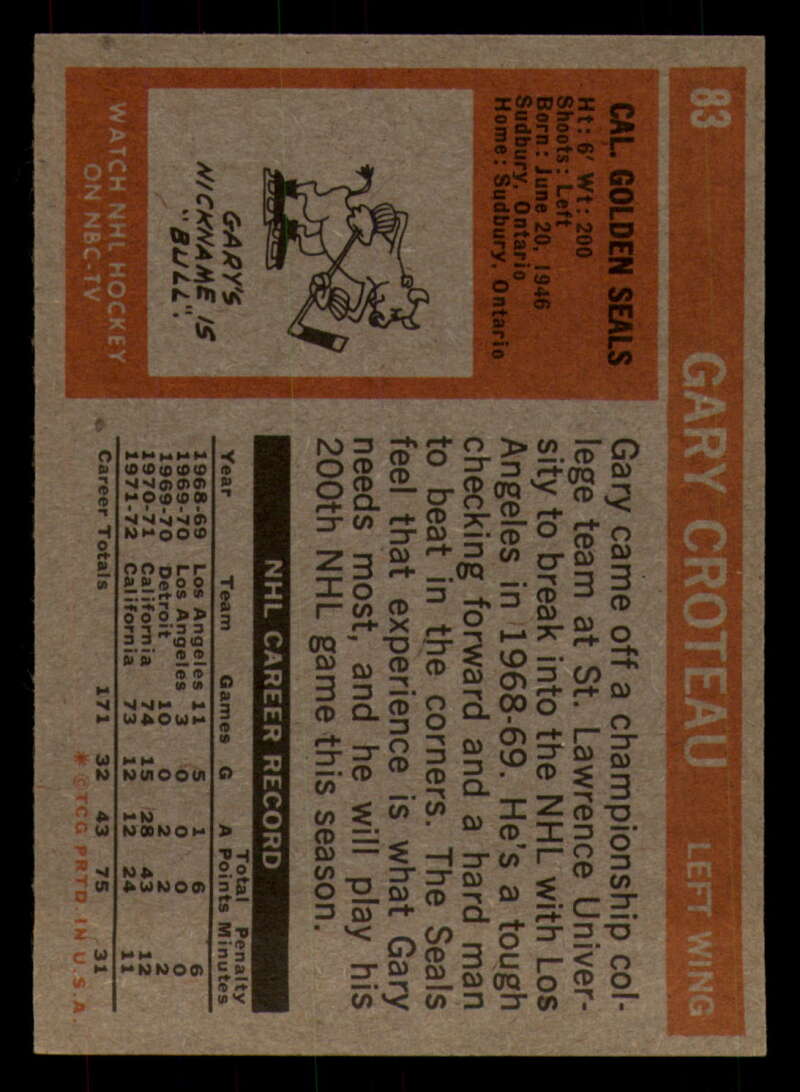 83 GARY CROTEAU LEFT WING
CAL. GOLDEN SEALS
Ht: 6' Wt: 200
Shoots: Left
Born: June 20, 1946
Sudbury, Ontario
Home: Sudbury, Ontario
GARY'S
NICKNAME IS
"BULL".
WATCH NHL HOCKEY
ON NBC-TV
Gary came off a championship col-
lege team at St. Lawrence Univer-
sity to break into the NHL with Los
Angeles in 1968-69. He's a tough
checking forward and a hard man
to beat in the corners. The Seals
feel that experience is what Gary
needs most, and he will play his
200th NHL game this season.
NHL CAREER RECORD
Total Penalty
Year Team Games G A Points Minutes
1968-69 Los Angeles 11 5 1 6 6
1969-70 Los Angeles 3 0 0 0 0
1969-70 Detroit 10 0 2 2 2
1970-71 California 74 15 28 43 12
1971-72 California 73 12 12 24 11
Career Totals 171 32 43 75 31
* © TCG PRTD. IN U.S.A.